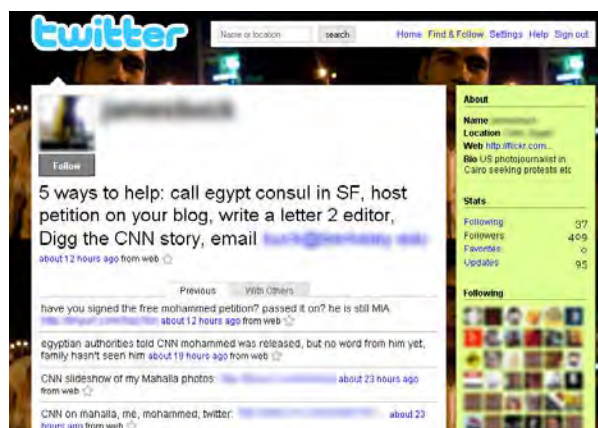 twitter
Name or location
search
Home Find & Follow Settings Help Sign out
Follow
5 ways to help: call egypt consul in SF, host
petition on your blog, write a letter 2 editor,
Digg the CNN story, email
about 12 hours ago from web
Previous With Others
have you signed the free mohammed petition? passed it on? he is still MIA
about 12 hours ago from web
egyptian authorities told CNN mohammed was released, but no word from him yet,
family hasn't seen him about 19 hours ago from web
CNN slideshow of my Mahalla photos: about 23 hours ago
from web
CNN on mahalla, me, mohammed, twitter: about 23
hours ago from web
About
Name
Location
Web http://flickr.com...
Bio US photojournalist in
Cairo seeking protests etc
Stats
Following 37
Followers 409
Favorites 0
Updates 95
Following